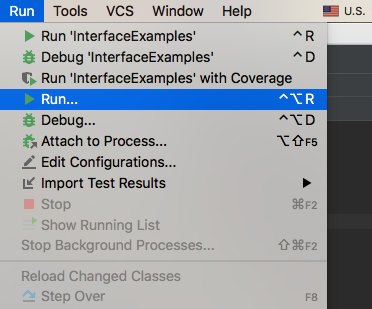 Run Tools VCS Window Help U.S.
Run 'InterfaceExamples' ⌃R
Debug 'InterfaceExamples' ⌃D
Run 'InterfaceExamples' with Coverage
Run... ⌃⌥R
Debug... ⌃⌥D
Attach to Process... ⌥⇧F5
Edit Configurations...
Import Test Results
Stop ⌘F2
Show Running List
Stop Background Processes... ⇧⌘F2
Reload Changed Classes
Step Over F8